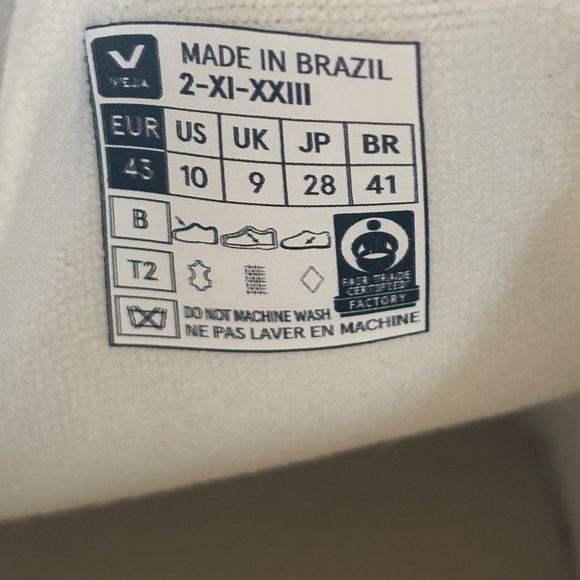 VEJA
MADE IN BRAZIL
2-XI-XXIII
EUR US UK JP BR
43 10 9 28 41
B
T2
FAIR TRADE
CERTIFIED
FACTORY
DO NOT MACHINE WASH
NE PAS LAVER EN MACHINE